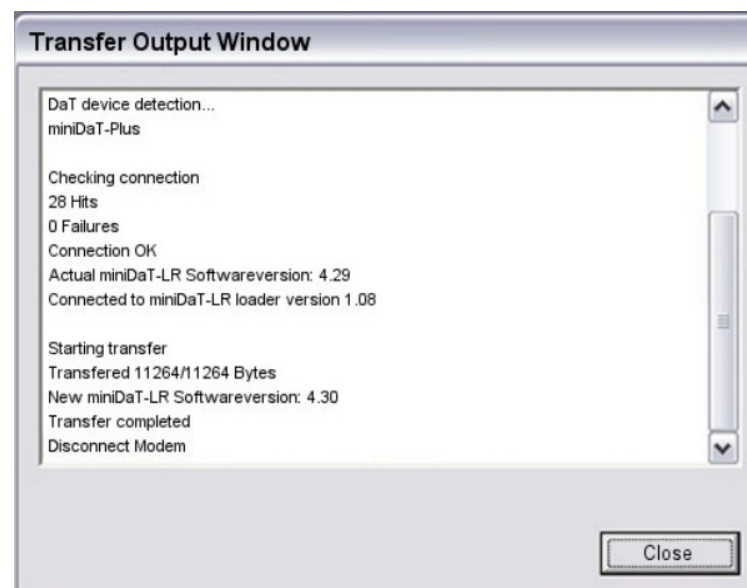 Transfer Output Window
DaT device detection...
miniDaT-Plus
Checking connection
28 Hits
0 Failures
Connection OK
Actual miniDaT-LR Softwareversion: 4.29
Connected to miniDaT-LR loader version 1.08
Starting transfer
Transfered 11264/11264 Bytes
New miniDaT-LR Softwareversion: 4.30
Transfer completed
Disconnect Modem
Close